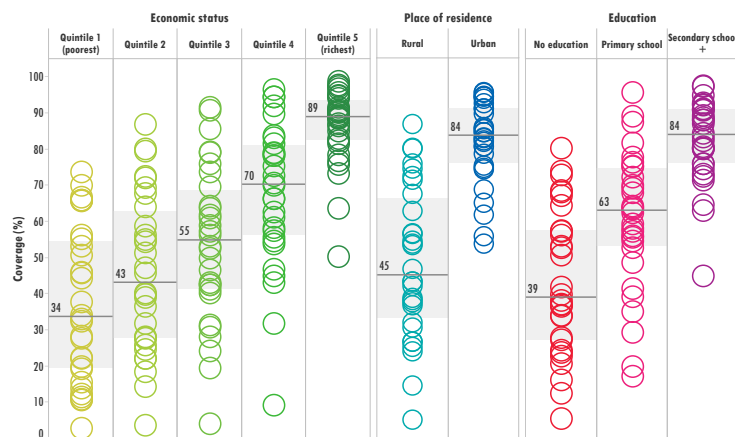 Economic status
Place of residence
Education
Quintile 1
(poorest)
Quintile 2
Quintile 3
Quintile 4
Quintile 5
(richest)
Rural
Urban
No education
Primary school
Secondary school
+
Coverage (%)
100
90
80
70
60
50
40
30
20
10
0
34
43
55
70
89
45
84
39
63
84